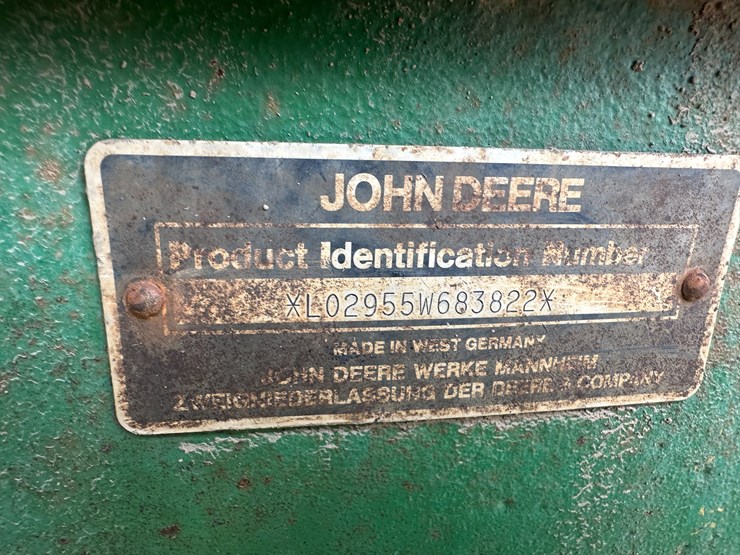 JOHN DEERE
Product Identification Number
*L02955W683822*
MADE IN WEST GERMANY
JOHN DEERE WERKE MANNHEIM
ZWEIGNIEDERLASSUNG DER DEERE & COMPANY